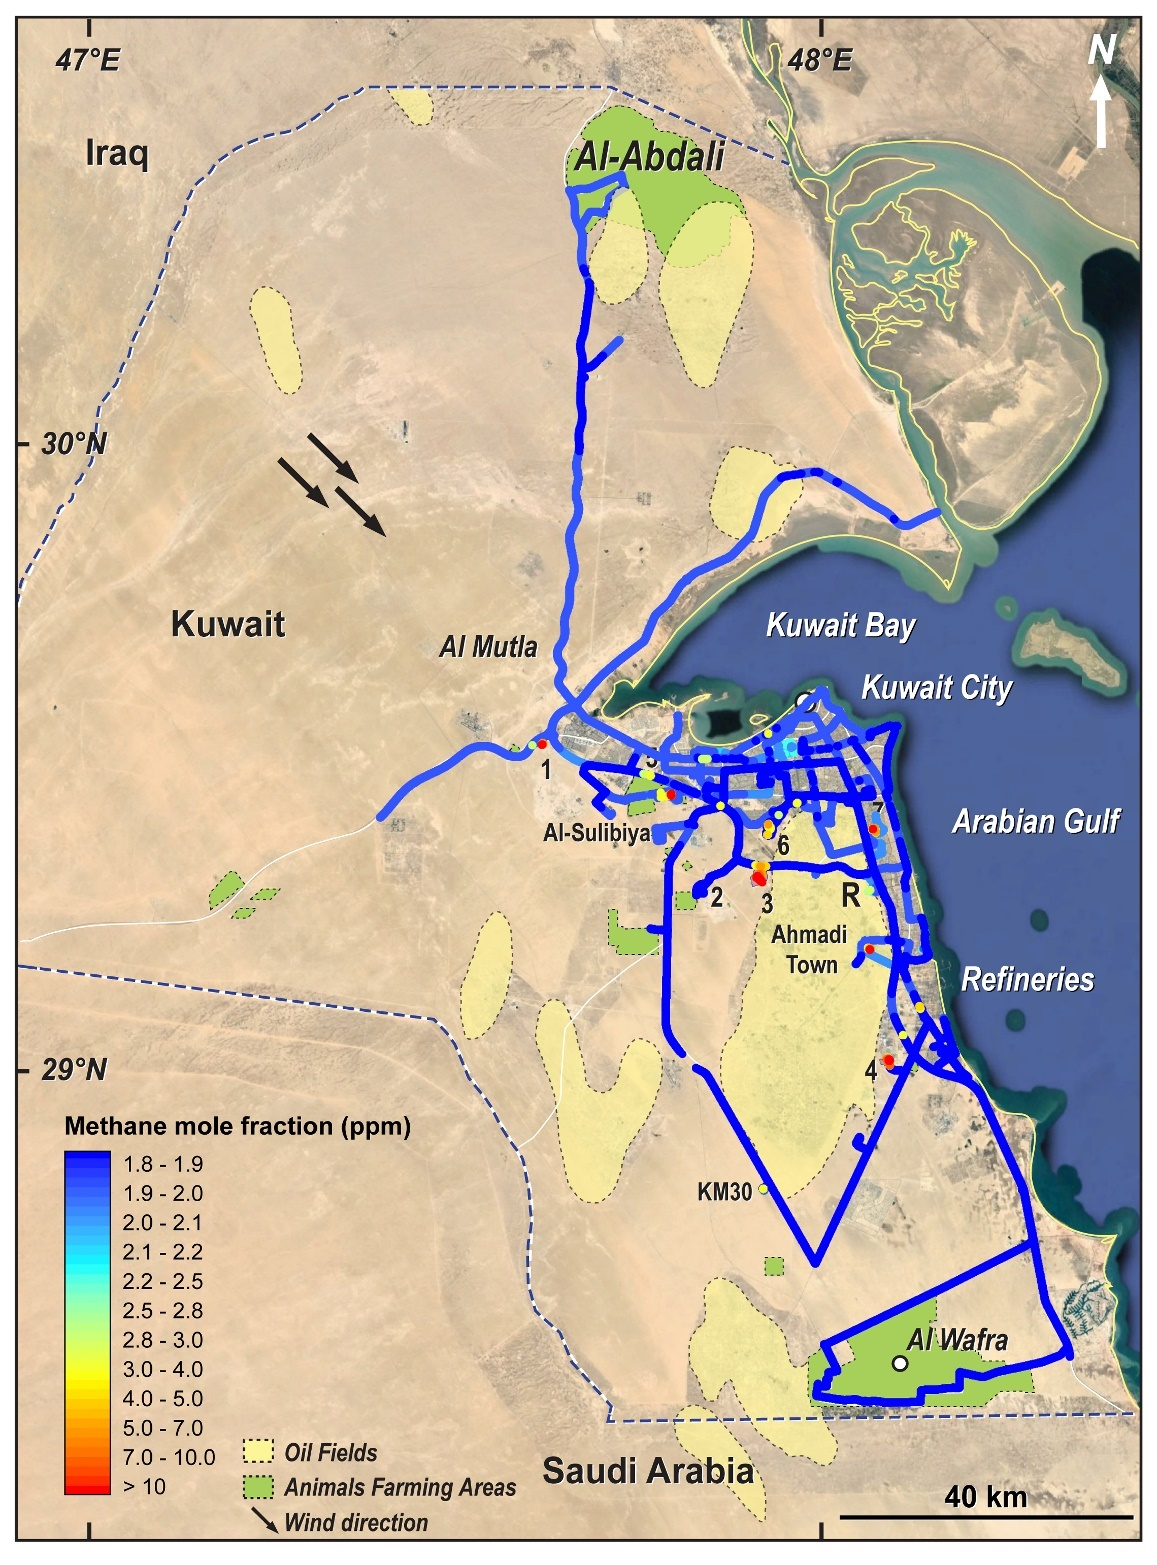 47°E
48°E
N
Iraq
Al-Abdali
30°N
Kuwait
Al Mutla
Kuwait Bay
Kuwait City
1
5
Al-Sulibiya
7
Arabian Gulf
6
2
3
R
Ahmadi
Town
Refineries
29°N
4
Methane mole fraction (ppm)
1.8 - 1.9
1.9 - 2.0
2.0 - 2.1
2.1 - 2.2
2.2 - 2.5
2.5 - 2.8
2.8 - 3.0
3.0 - 4.0
4.0 - 5.0
5.0 - 7.0
7.0 - 10.0
> 10
KM30
Al Wafra
Oil Fields
Animals Farming Areas
Wind direction
Saudi Arabia
40 km